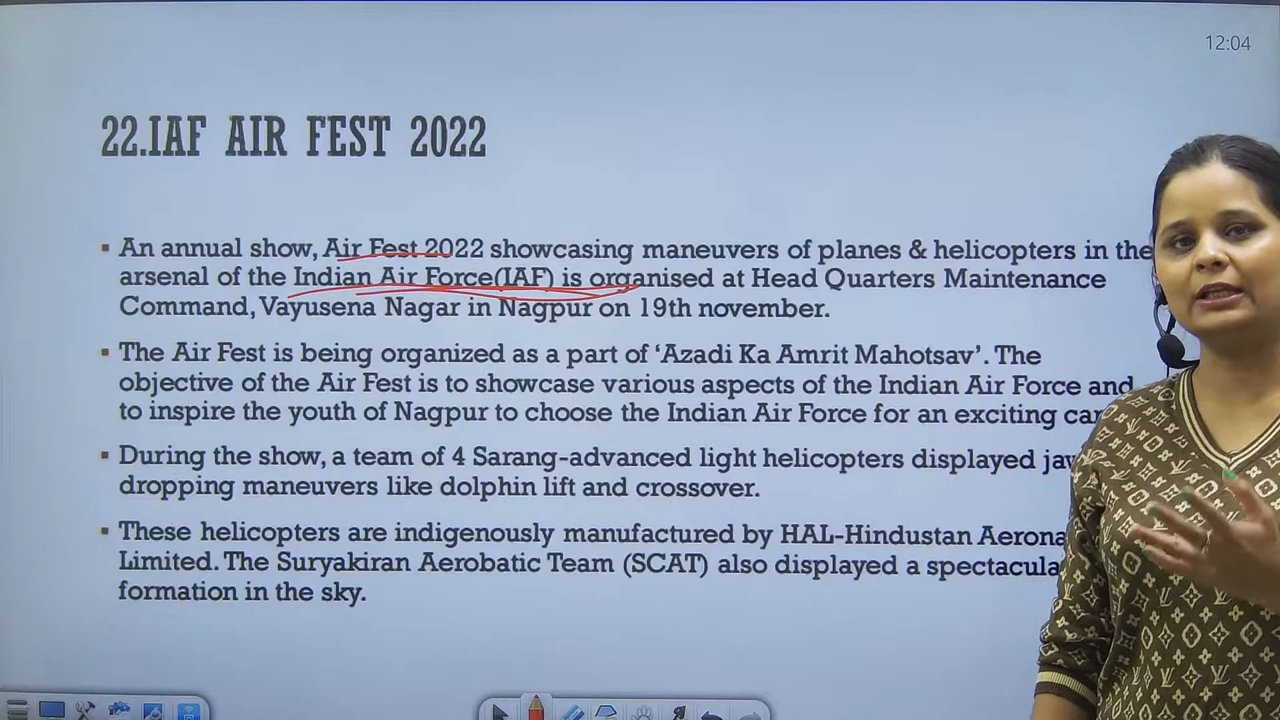 12:04
22.IAF AIR FEST 2022
▪ An annual show, Air Fest 2022 showcasing maneuvers of planes & helicopters in the
arsenal of the Indian Air Force(IAF) is organised at Head Quarters Maintenance
Command, Vayusena Nagar in Nagpur on 19th november.
▪ The Air Fest is being organized as a part of ‘Azadi Ka Amrit Mahotsav’. The
objective of the Air Fest is to showcase various aspects of the Indian Air Force and
to inspire the youth of Nagpur to choose the Indian Air Force for an exciting
▪ During the show, a team of 4 Sarang-advanced light helicopters displayed
dropping maneuvers like dolphin lift and crossover.
▪ These helicopters are indigenously manufactured by HAL-Hindustan
Limited. The Suryakiran Aerobatic Team (SCAT) also displayed a
formation in the sky.